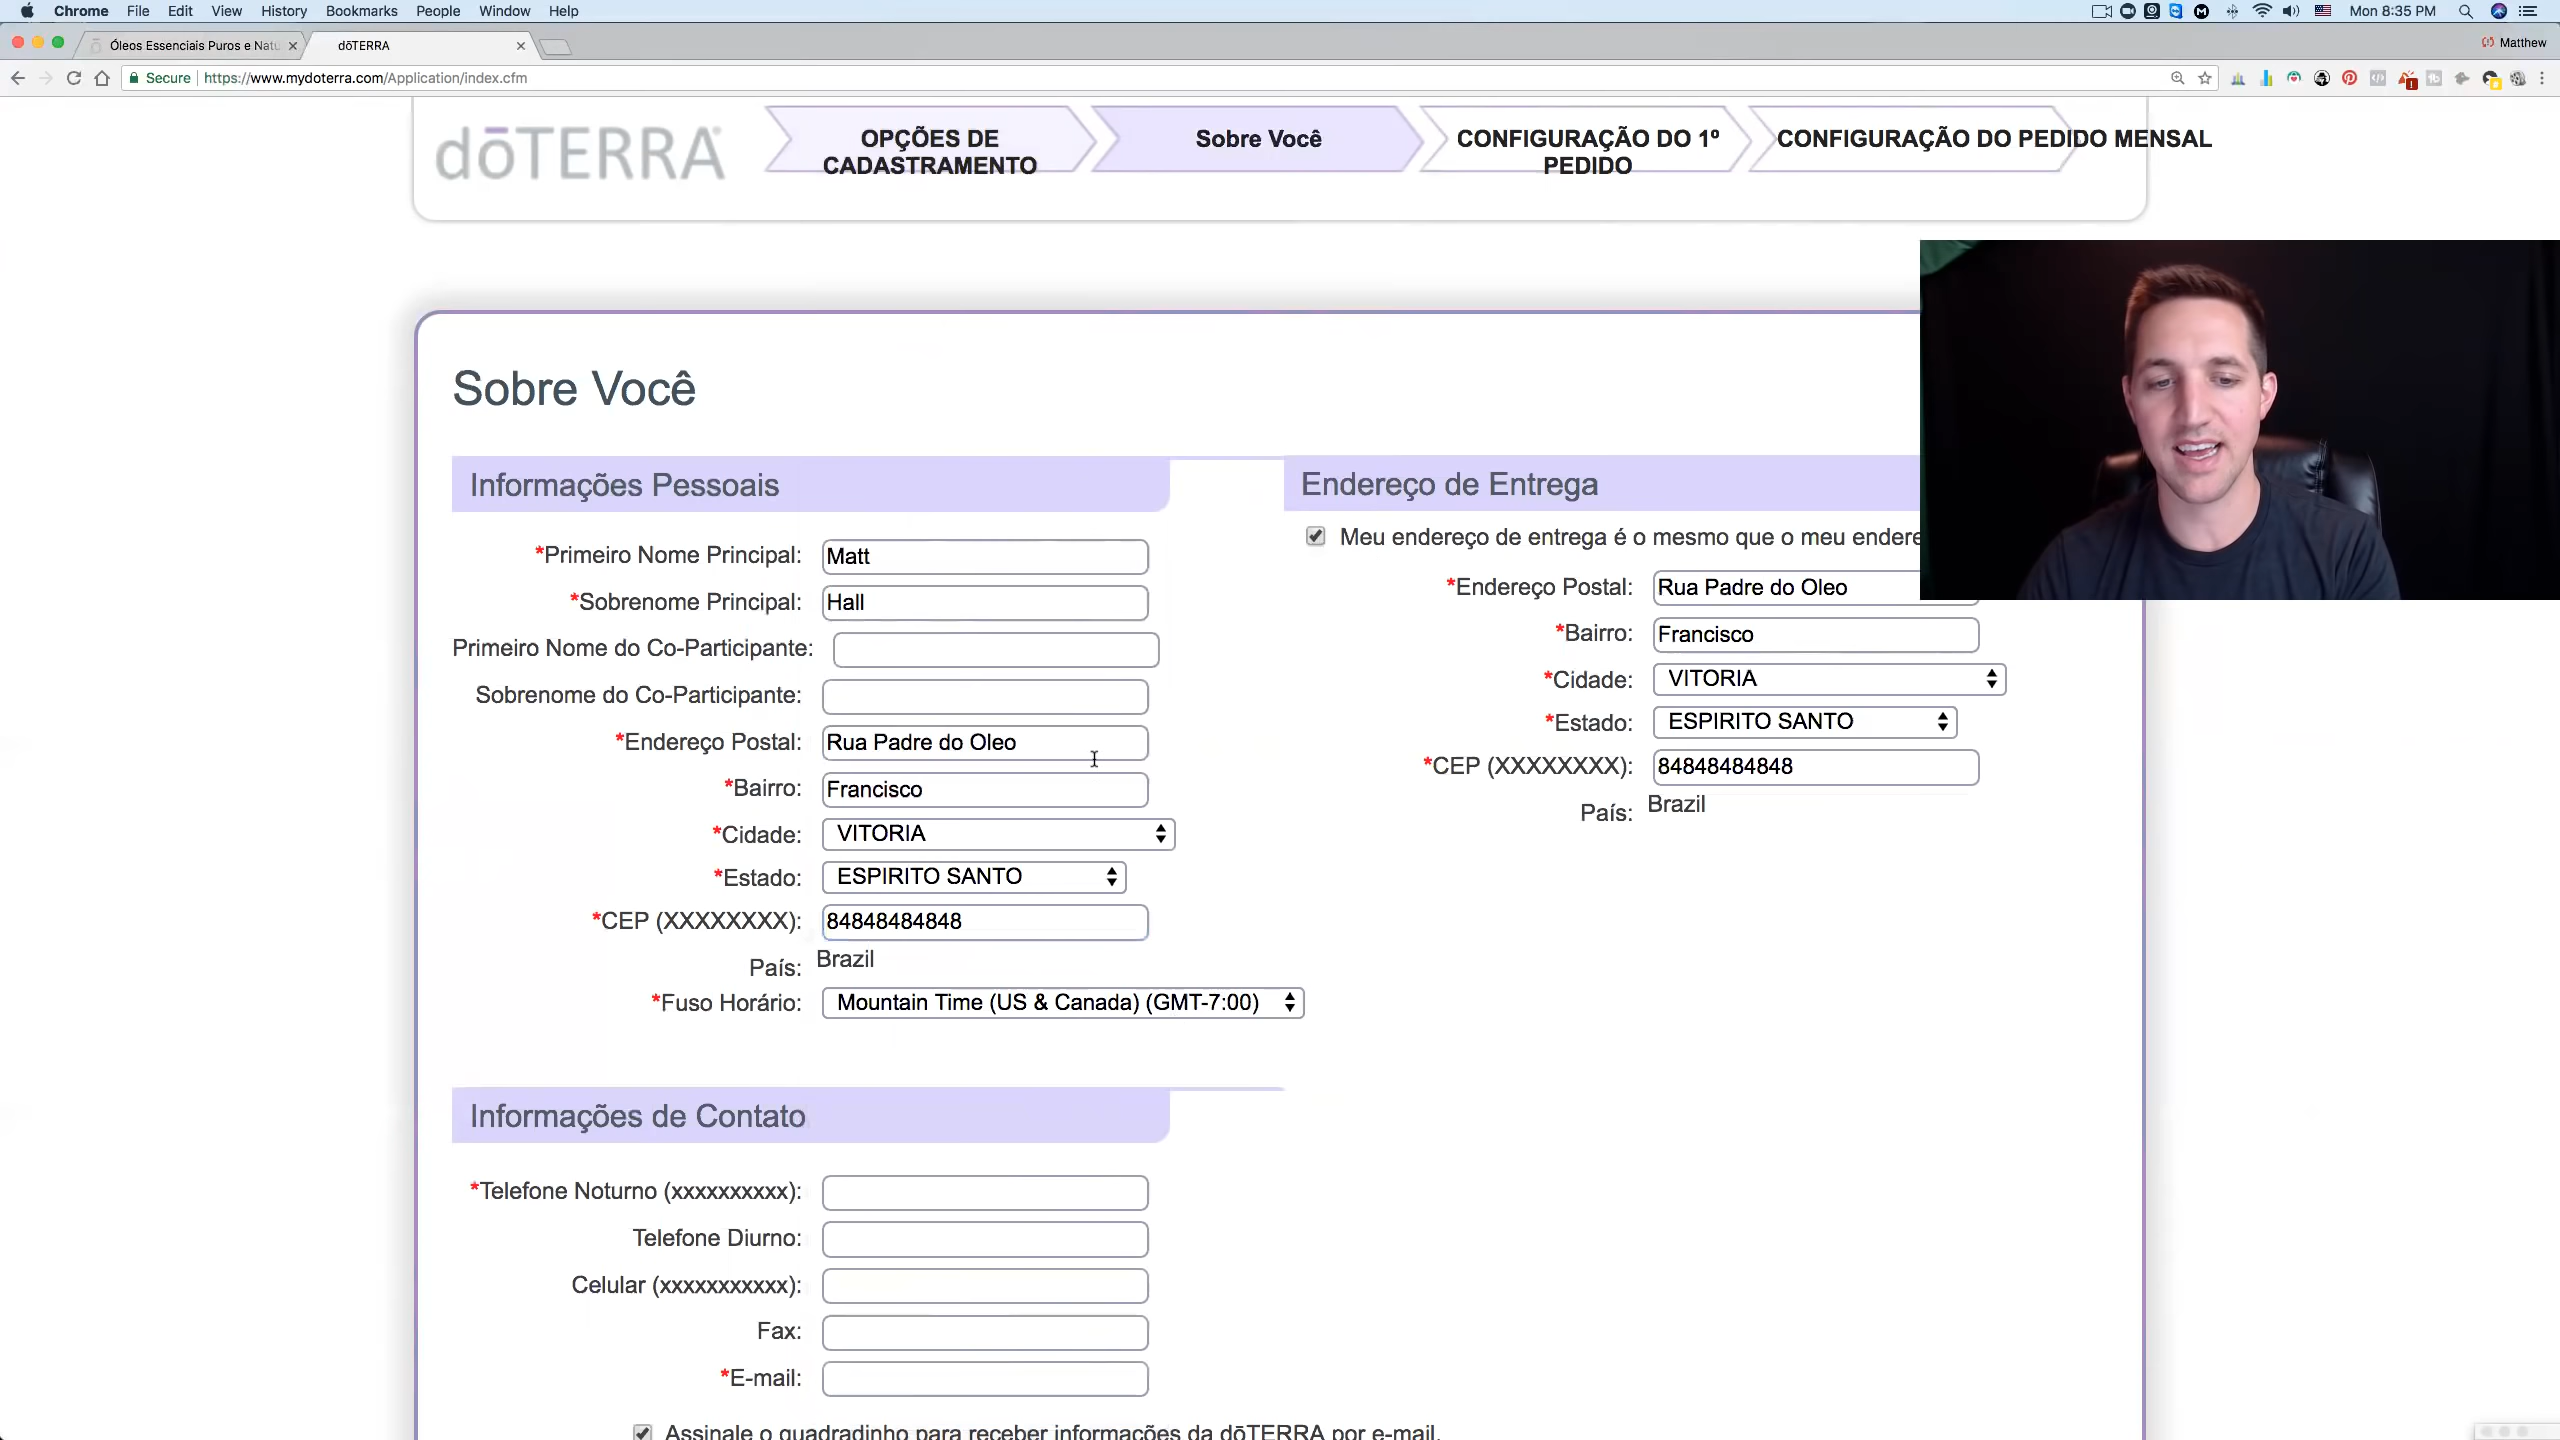 Chrome File Edit View History Bookmarks People Window Help Mon 8:35 PM
Óleos Essenciais Puros e Natu dōTERRA Matthew
Secure https://www.mydoterra.com/Application/index.cfm
dōTERRA
OPÇÕES DE
CADASTRAMENTO
Sobre Você
CONFIGURAÇÃO DO 1º
PEDIDO
CONFIGURAÇÃO DO PEDIDO MENSAL
Sobre Você
Informações Pessoais
*Primeiro Nome Principal: Matt
*Sobrenome Principal: Hall
Primeiro Nome do Co-Participante:
Sobrenome do Co-Participante:
*Endereço Postal: Rua Padre do Oleo
*Bairro: Francisco
*Cidade: VITORIA
*Estado: ESPIRITO SANTO
*CEP (XXXXXXXX): 84848484848
País: Brazil
*Fuso Horário: Mountain Time (US & Canada) (GMT-7:00)
Endereço de Entrega
Meu endereço de entrega é o mesmo que o meu endere
*Endereço Postal: Rua Padre do Oleo
*Bairro: Francisco
*Cidade: VITORIA
*Estado: ESPIRITO SANTO
*CEP (XXXXXXXX): 84848484848
País: Brazil
Informações de Contato
*Telefone Noturno (xxxxxxxxxx):
Telefone Diurno:
Celular (xxxxxxxxxxx):
Fax:
*E-mail:
Assinale o quadradinho para receber informações da dōTERRA por e-mail.